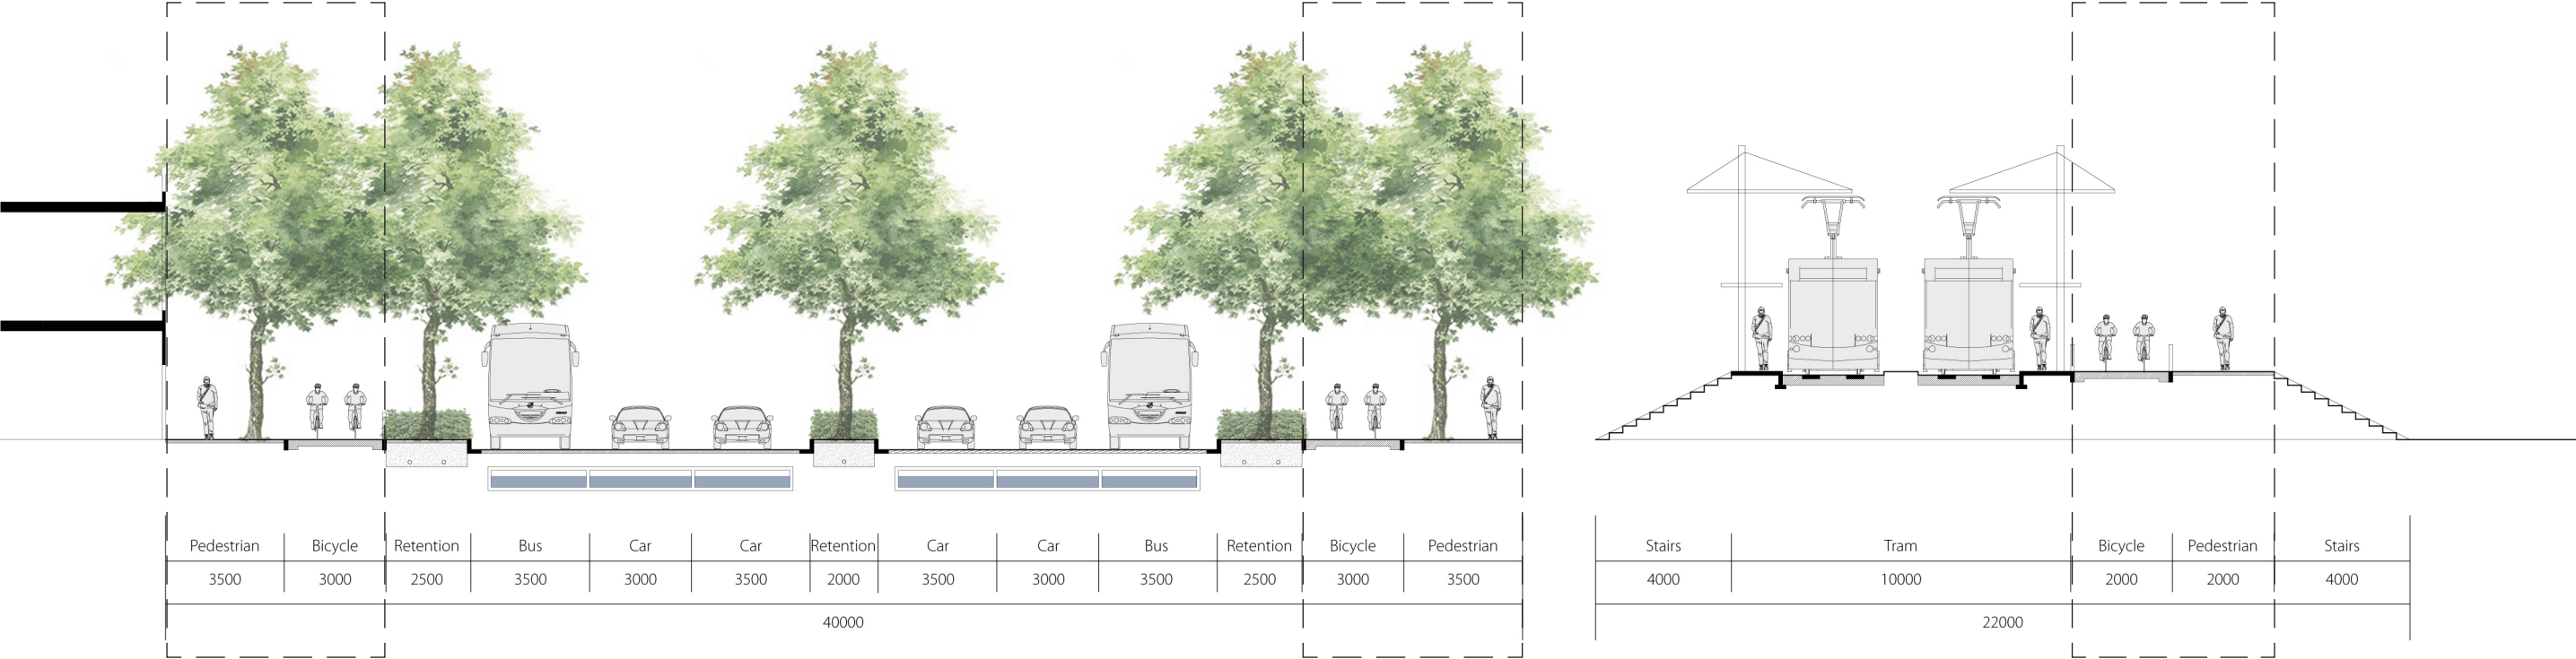 Pedestrian Bicycle Retention Bus Car Car Retention Car Car Bus Retention Bicycle Pedestrian
3500 3000 2500 3500 3000 3500 2000 3500 3000 3500 2500 3000 3500
40000
Stairs Tram Bicycle Pedestrian Stairs
4000 10000 2000 2000 4000
22000